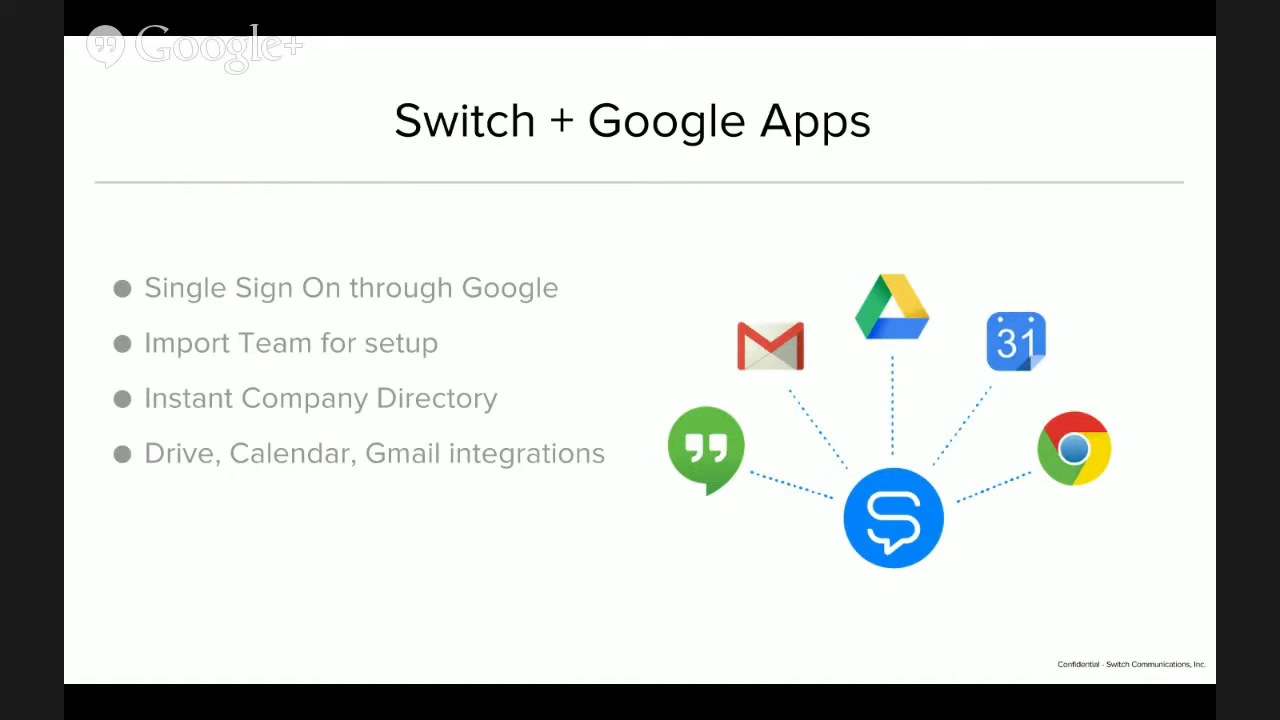 Google+
Switch + Google Apps
● Single Sign On through Google
● Import Team for setup
● Instant Company Directory
● Drive, Calendar, Gmail integrations
31
Confidential - Switch Communications, Inc.